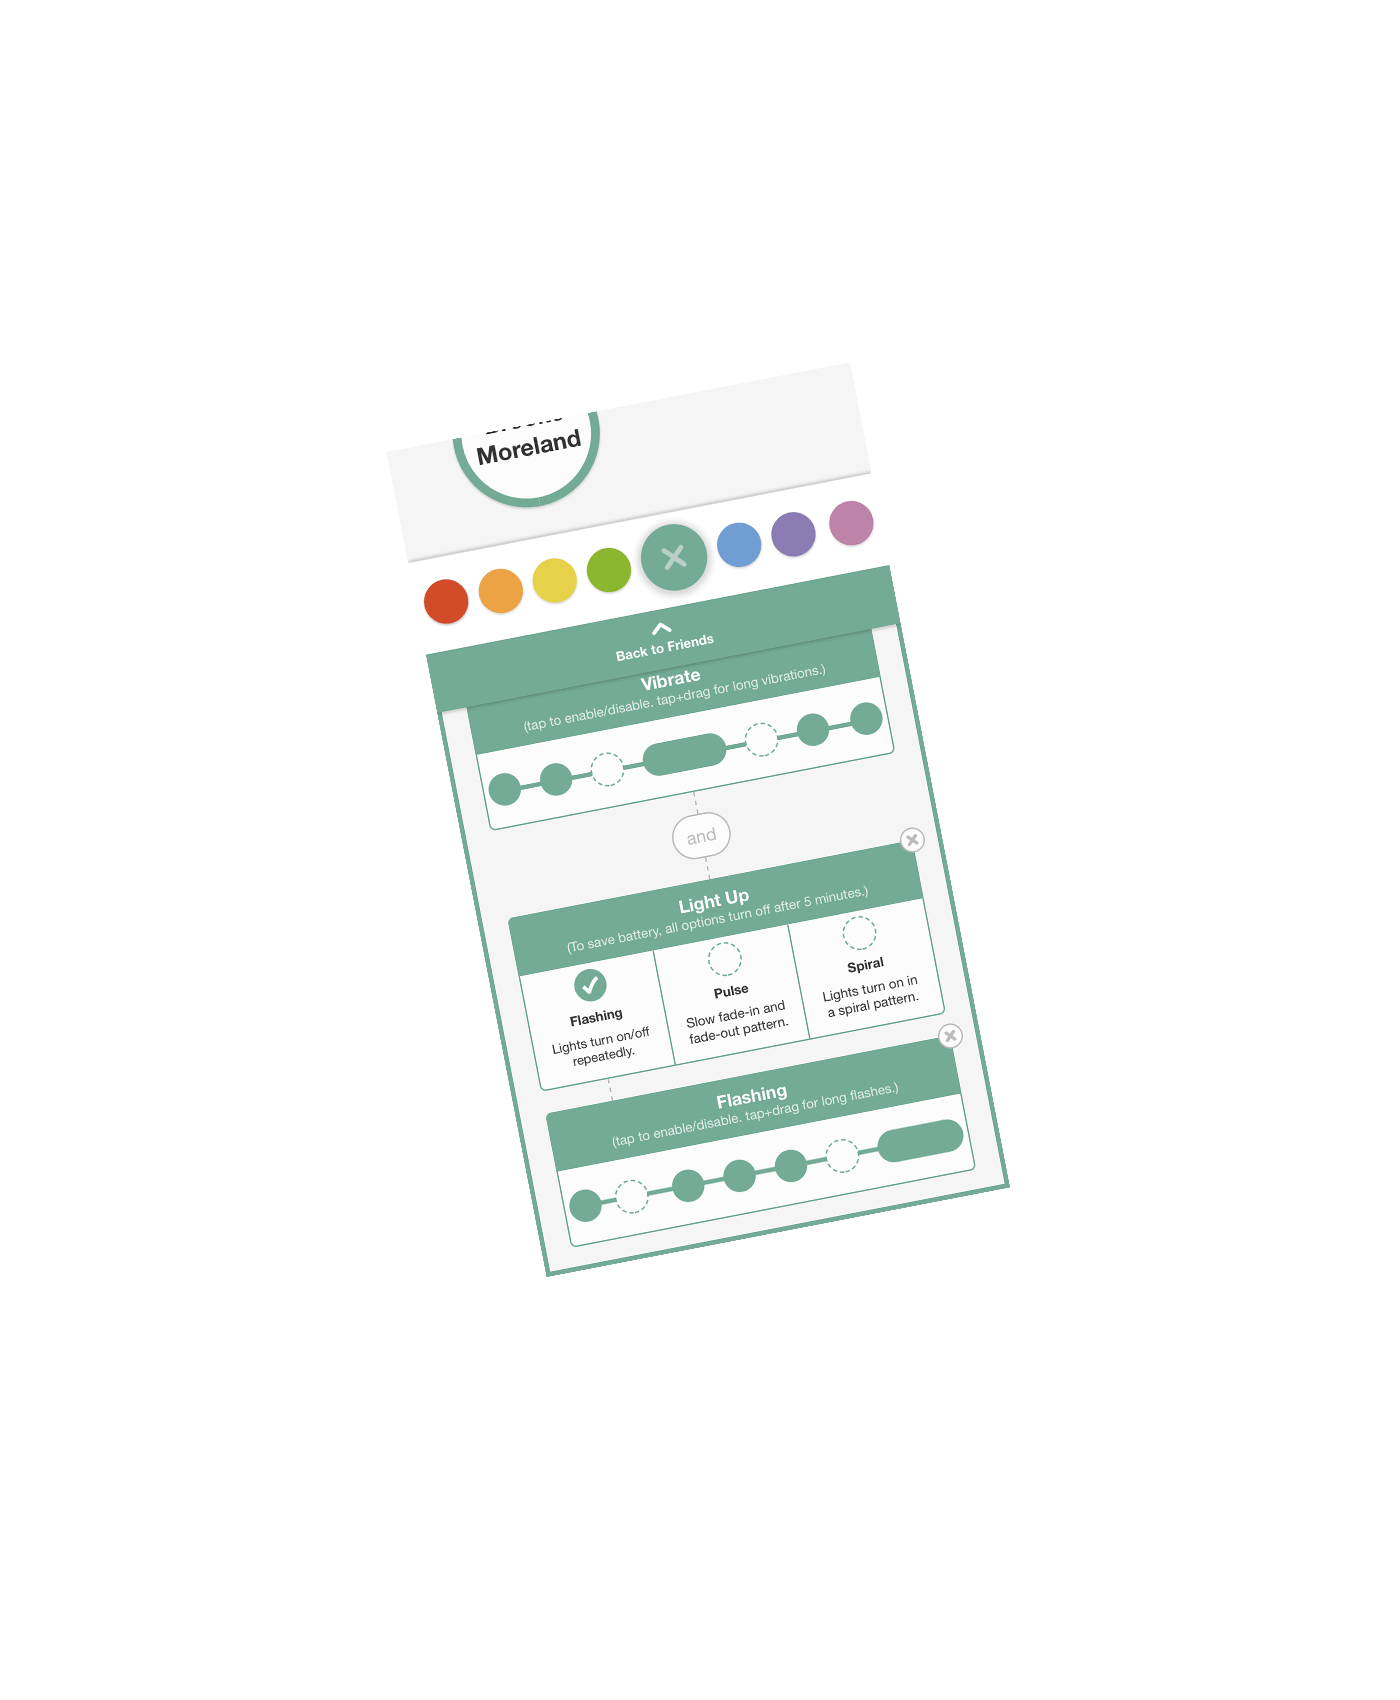 Moreland
Back to Friends
Vibrate
(tap to enable/disable. tap+drag for long vibrations.)
and
Light Up
(To save battery, all options turn off after 5 minutes.)
Flashing
Lights turn on/off
repeatedly.
Pulse
Slow fade-in and
fade-out pattern.
Spiral
Lights turn on in
a spiral pattern.
Flashing
(tap to enable/disable. tap+drag for long flashes.)